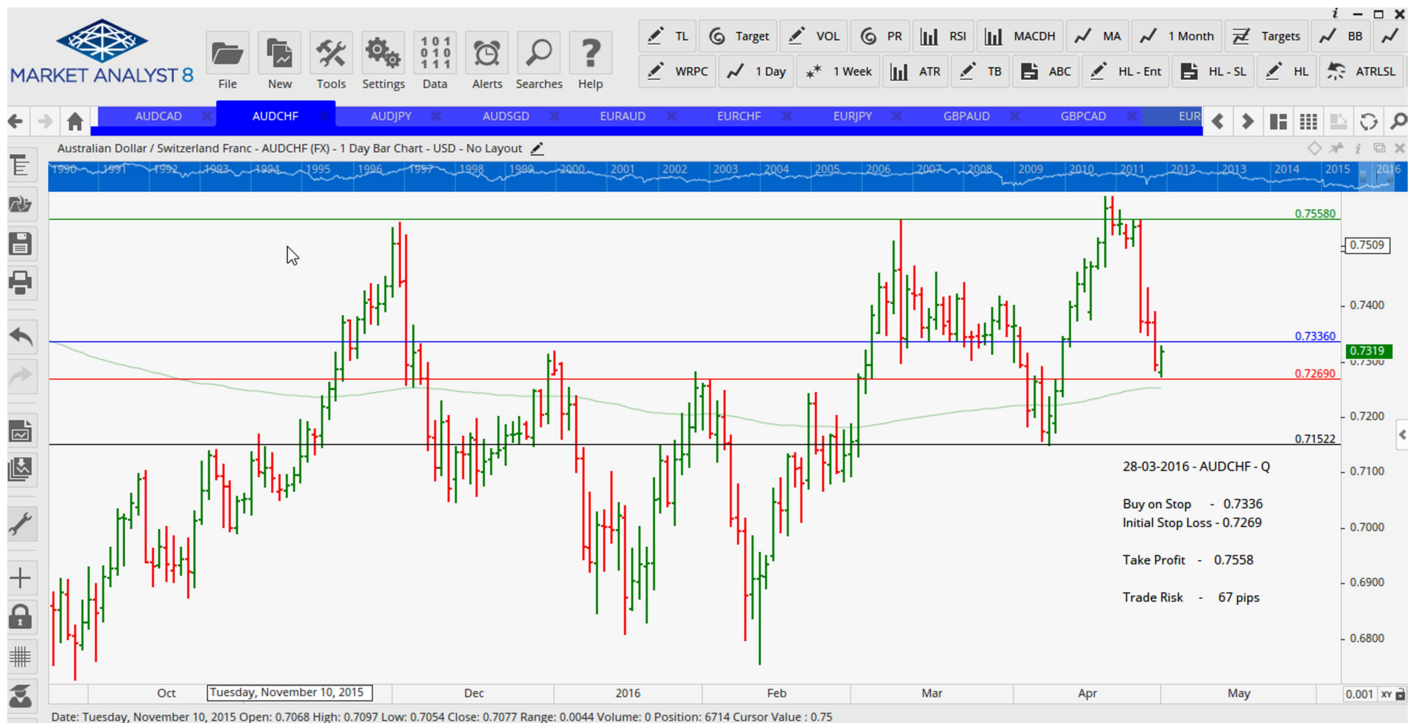 MARKET ANALYST 8
File New Tools Settings Data Alerts Searches Help
TL Target VOL PR RSI MACDH MA 1 Month Targets BB
WRPC 1 Day 1 Week ATR TB ABC HL - Ent HL - SL HL ATRLSL
AUDCAD AUDCHF AUDJPY AUDSGD EURAUD EURCHF EURJPY GBPAUD GBPCAD EUR
Australian Dollar / Switzerland Franc - AUDCHF (FX) - 1 Day Bar Chart - USD - No Layout
1990 1991 1992 1993 1994 1995 1996 1997 1998 1999 2000 2001 2002 2003 2004 2005 2006 2007 2008 2009 2010 2011 2012 2013 2014 2015 2016
0.75580
0.7509
0.7400
0.73360
0.7319
0.7300
0.72690
0.7200
0.71522
28-03-2016 - AUDCHF - Q
0.7100
Buy on Stop - 0.7336
Initial Stop Loss - 0.7269
0.7000
Take Profit - 0.7558
0.6900
Trade Risk - 67 pips
0.6800
Oct Tuesday, November 10, 2015 Dec 2016 Feb Mar Apr May 0.001 XY
Date: Tuesday, November 10, 2015 Open: 0.7068 High: 0.7097 Low: 0.7054 Close: 0.7077 Range: 0.0044 Volume: 0 Position: 6714 Cursor Value : 0.75